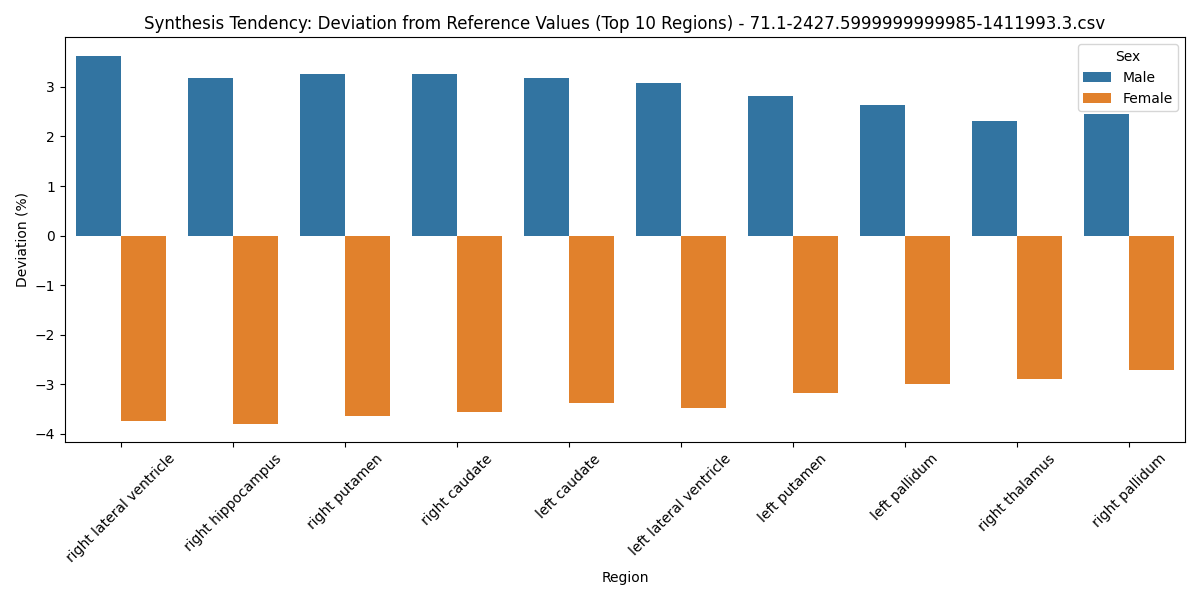 Synthesis Tendency: Deviation from Reference Values (Top 10 Regions) - 71.1-2427.5999999999985-1411993.3.csv
Sex
Male
Female
Deviation (%)
3
2
1
0
−1
−2
−3
−4
right lateral ventricle
right hippocampus
right putamen
right caudate
left caudate
left lateral ventricle
left putamen
left pallidum
right thalamus
right pallidum
Region